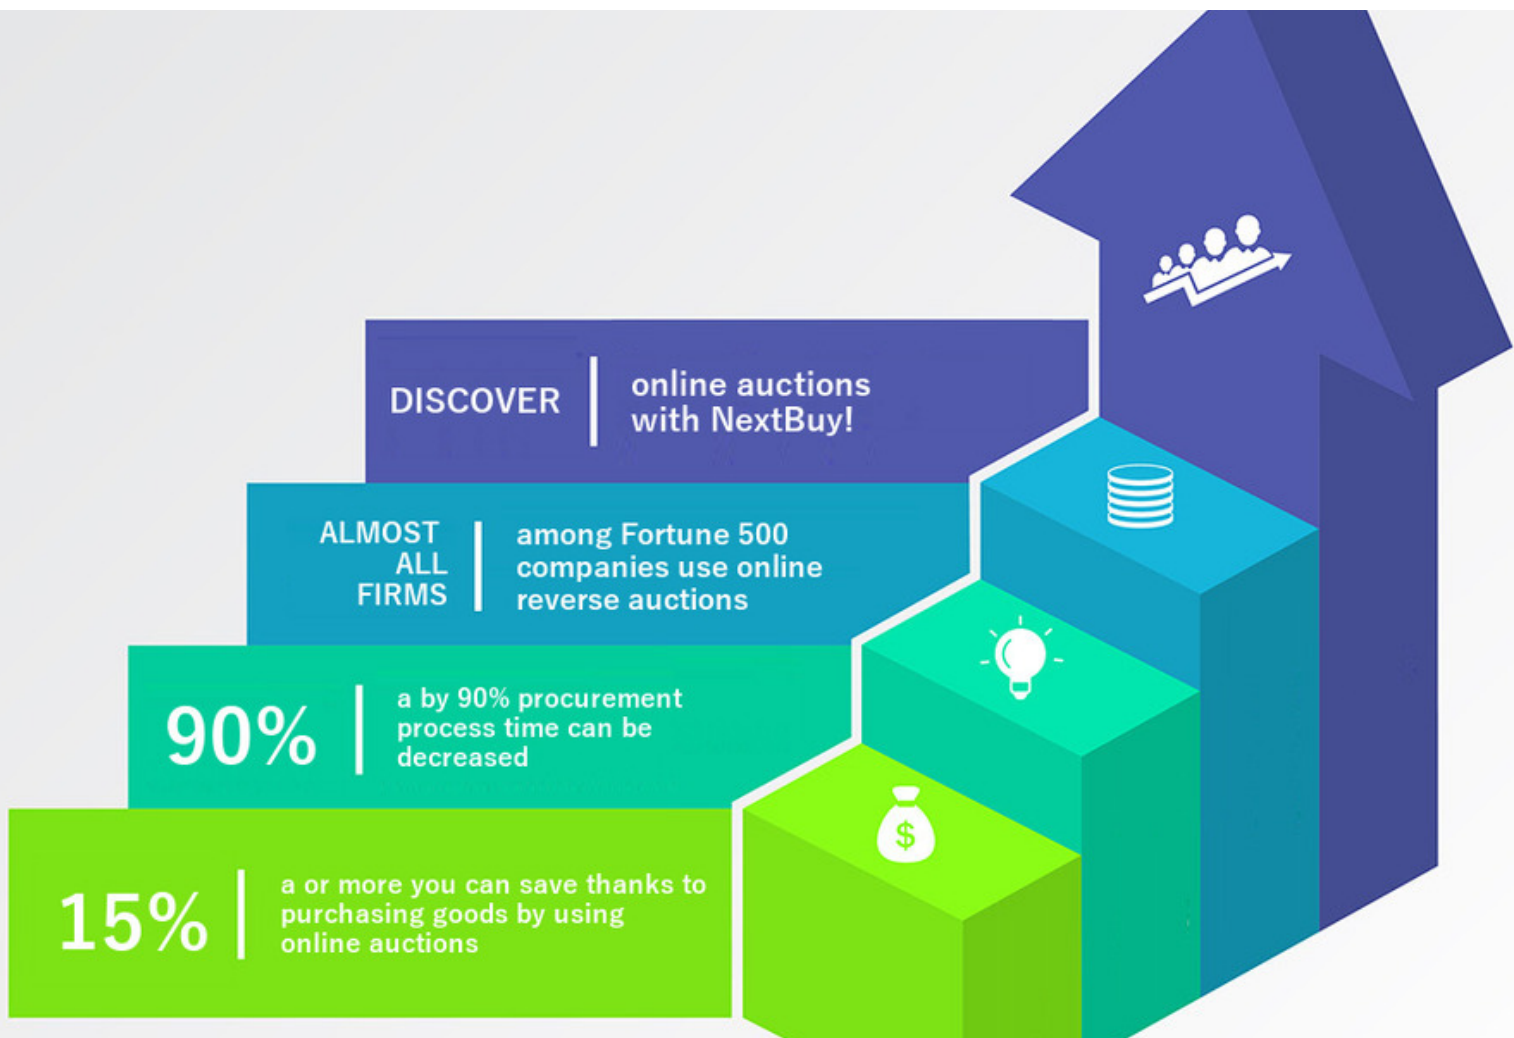 DISCOVER
online auctions
with NextBuy!
ALMOST
ALL
FIRMS
among Fortune 500
companies use online
reverse auctions
90%
a by 90% procurement
process time can be
decreased
15%
a or more you can save thanks to
purchasing goods by using
online auctions
$